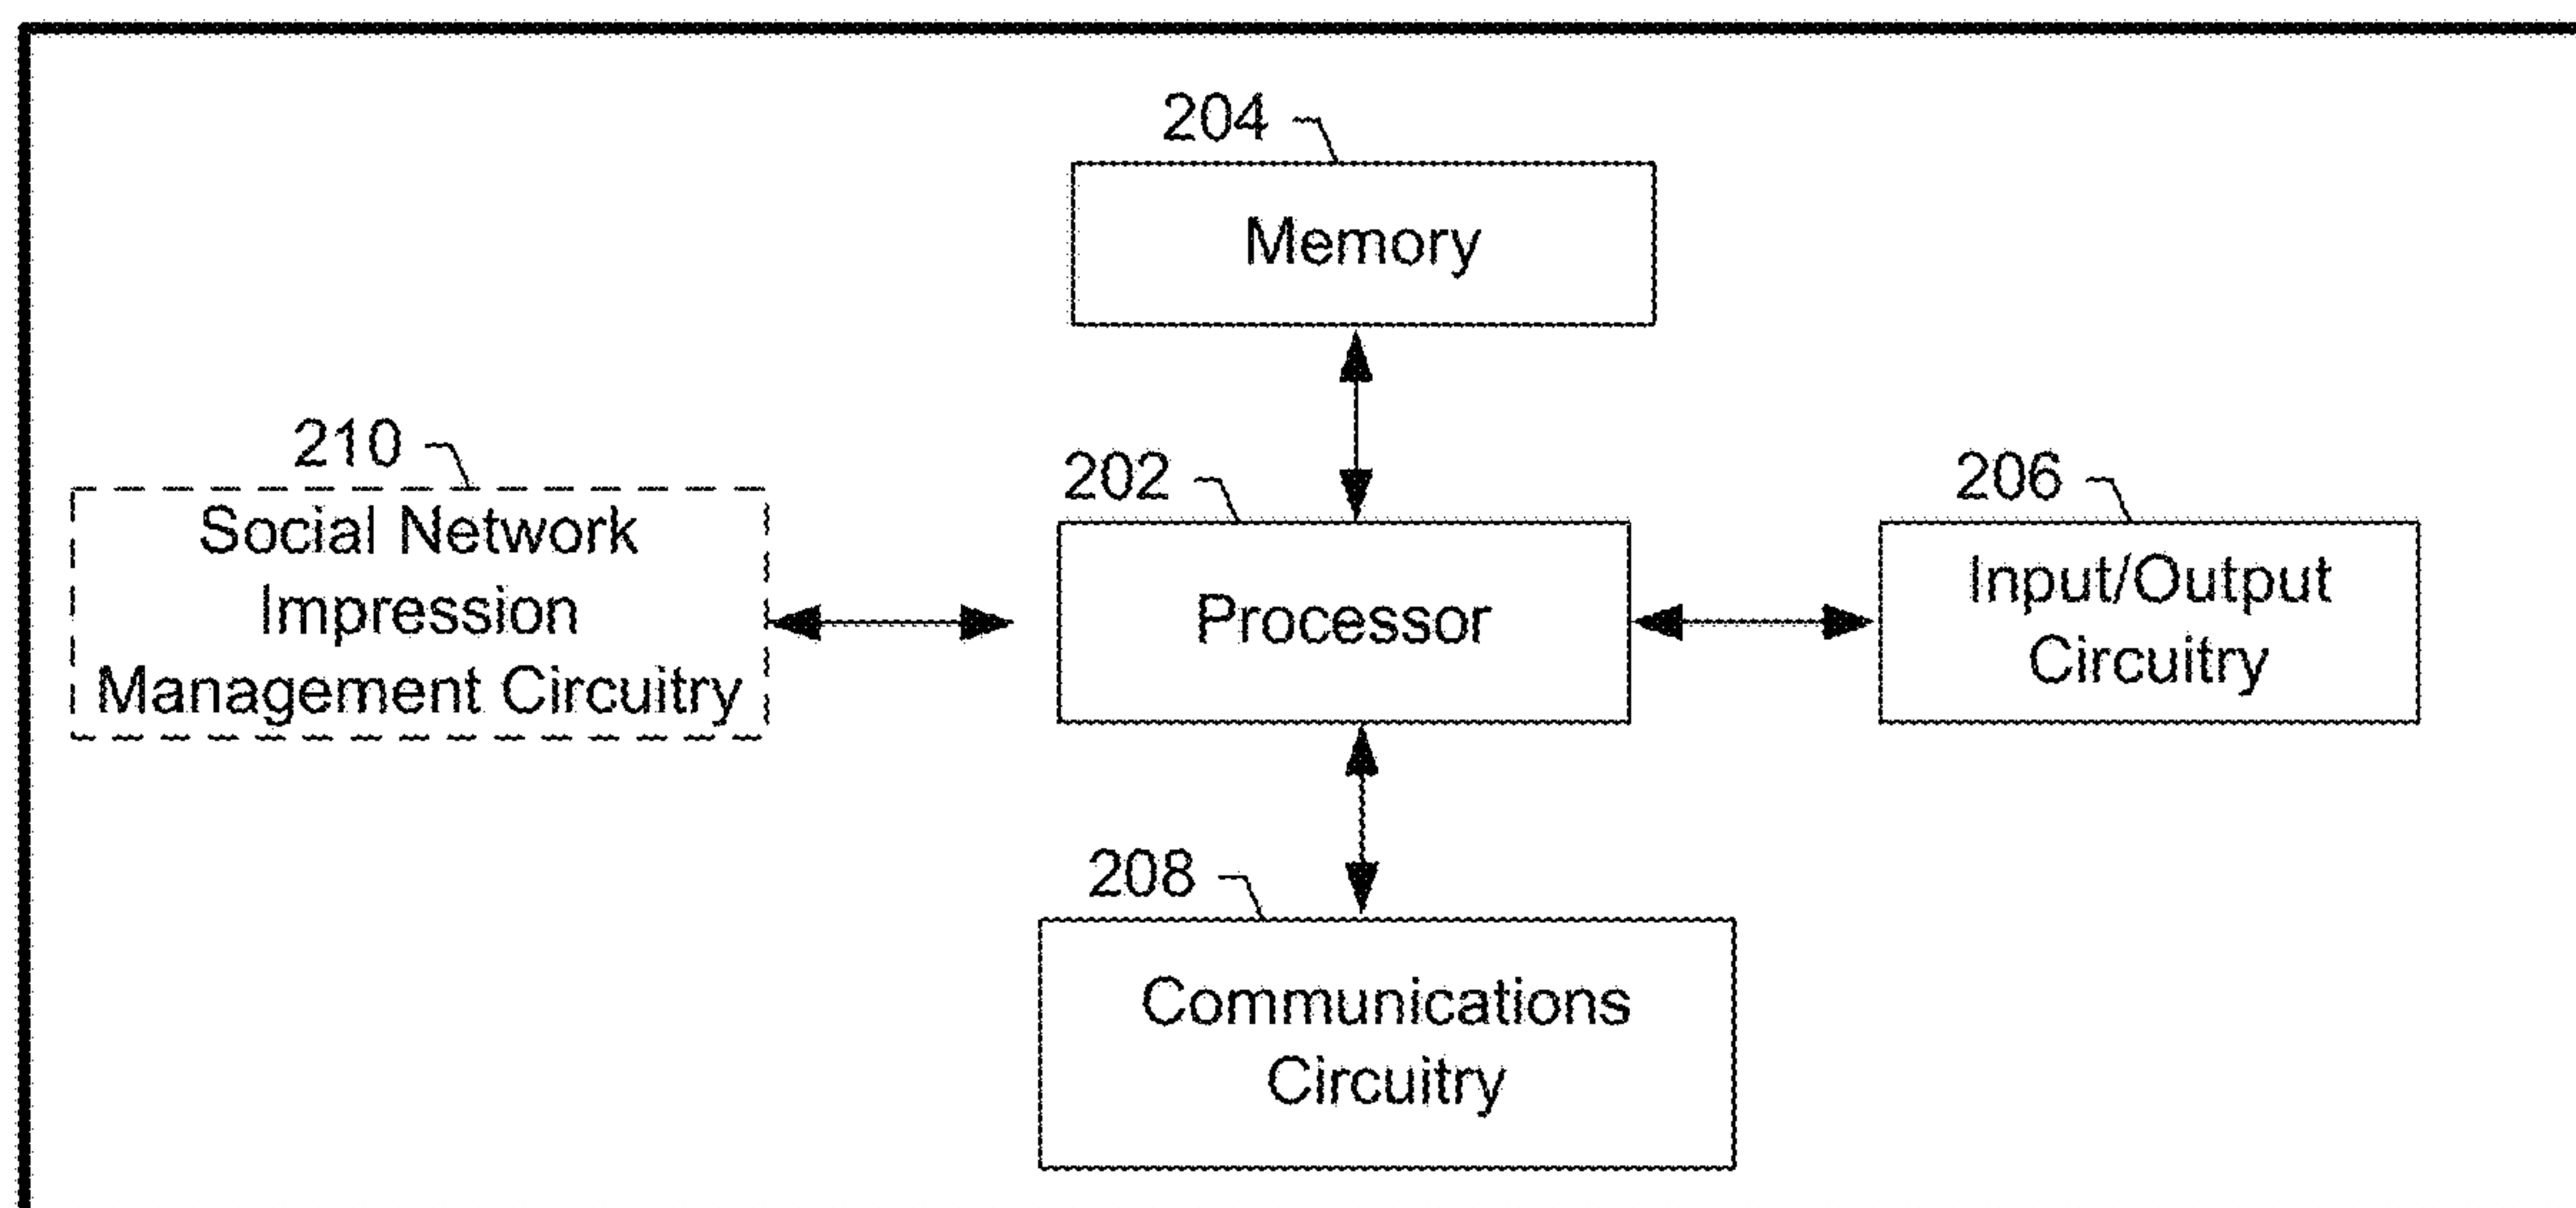 204
Memory
210
Social Network
Impression
Management Circuitry
202
Processor
206
Input/Output
Circuitry
208
Communications
Circuitry